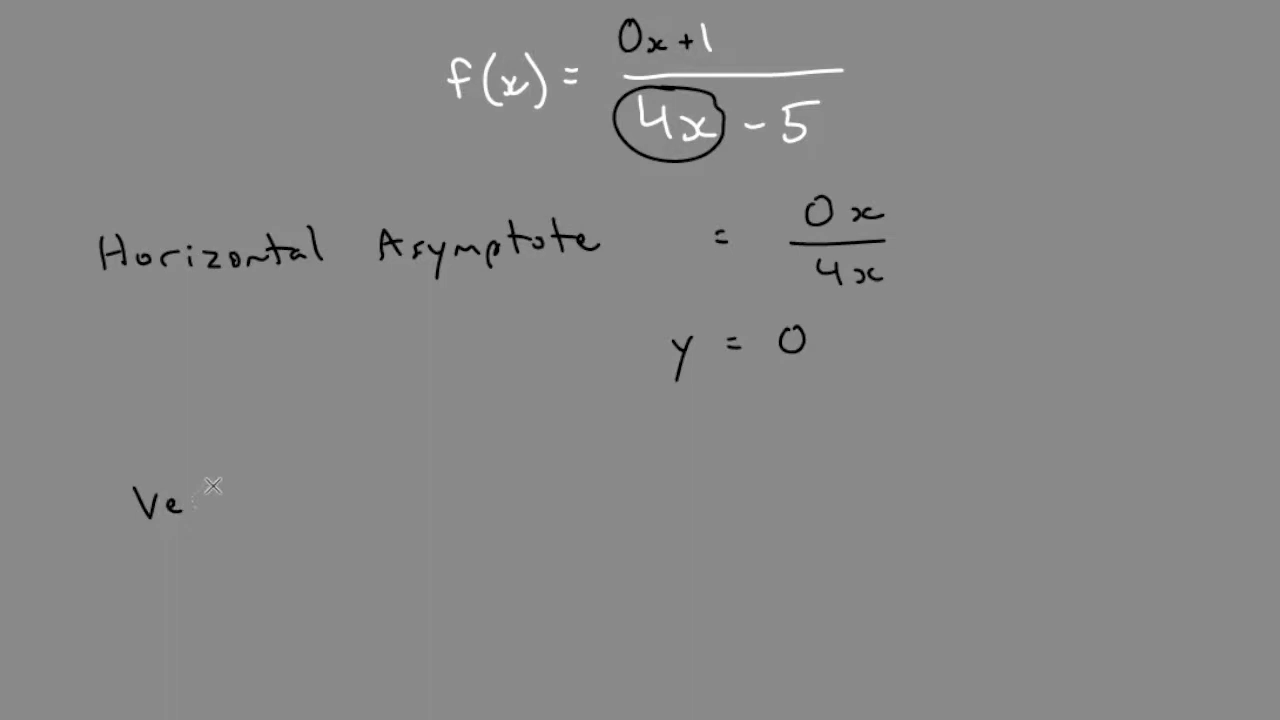 f(x) = 0x + 1 / 4x - 5
Horizontal Asymptote = 0x / 4x
y = 0
Ve